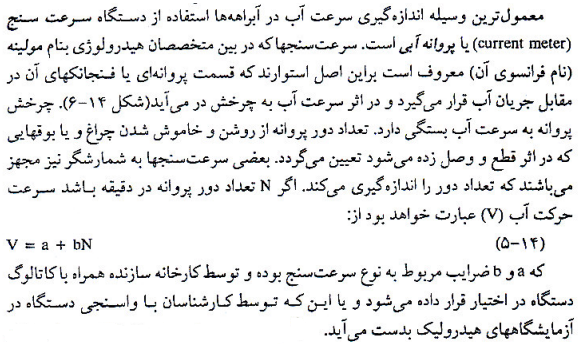 معمول‌ترین وسیله اندازه‌گیری سرعت آب در آبراهه‌ها استفاده از دستگاه سرعت سنج
(current meter) یا پروانه آبی است. سرعت‌سنجها که در بین متخصصان هیدرولوژی بنام مولینه
(نام فرانسوی آن) معروف است براین اصل استوارند که قسمت پروانه‌ای یا فنجانکهای آن در
مقابل جریان آب قرار می‌گیرد و در اثر سرعت آب به چرخش در می‌آید(شکل ۱۴-۶). چرخش
پروانه به سرعت آب بستگی دارد. تعداد دور پروانه از روشن و خاموش شدن چراغ و یا بوقهایی
که در اثر قطع و وصل زده می‌شود تعیین می‌گردد. بعضی سرعت‌سنجها به شمارشگر نیز مجهز
می‌باشند که تعداد دور را اندازه‌گیری می‌کند. اگر N تعداد دور پروانه در دقیقه باشد سرعت
حرکت آب (V) عبارت خواهد بود از:
V = a + bN (۱۴-۵)
که a و b ضرایب مربوط به نوع سرعت‌سنج بوده و توسط کارخانه سازنده همراه با کاتالوگ
دستگاه در اختیار قرار داده می‌شود و یا این که توسط کارشناسان با واسنجی دستگاه در
آزمایشگاههای هیدرولیک بدست می‌آید.